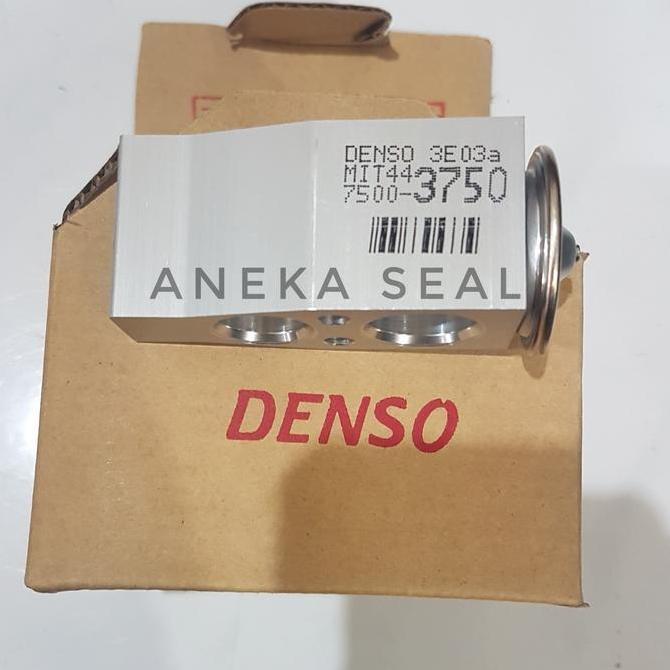 DENSO 3E03a
MIT44
7500-3750
ANEKA SEAL
DENSO